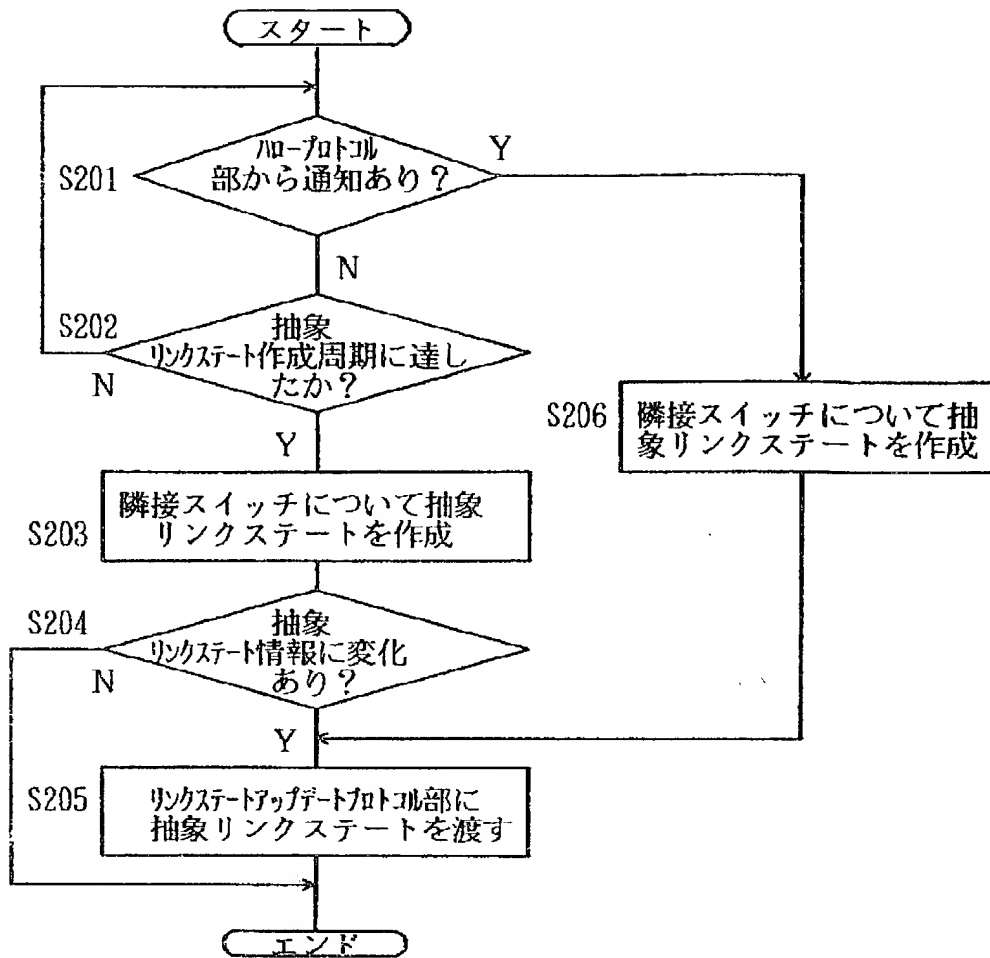 スタート
S201
ﾊﾛｰﾌﾟﾛﾄｺﾙ
部から通知あり？
Y
N
S202
抽象
ﾘﾝｸｽﾃｰﾄ作成周期に達し
たか？
N
Y
S206
隣接スイッチについて抽
象リンクステートを作成
S203
隣接スイッチについて抽象
リンクステートを作成
S204
抽象
ﾘﾝｸｽﾃｰﾄ情報に変化
あり？
N
Y
S205
ﾘﾝｸｽﾃｰﾄｱｯﾌﾟﾃﾞｰﾄﾌﾟﾛﾄｺﾙ部に
抽象リンクステートを渡す
エンド